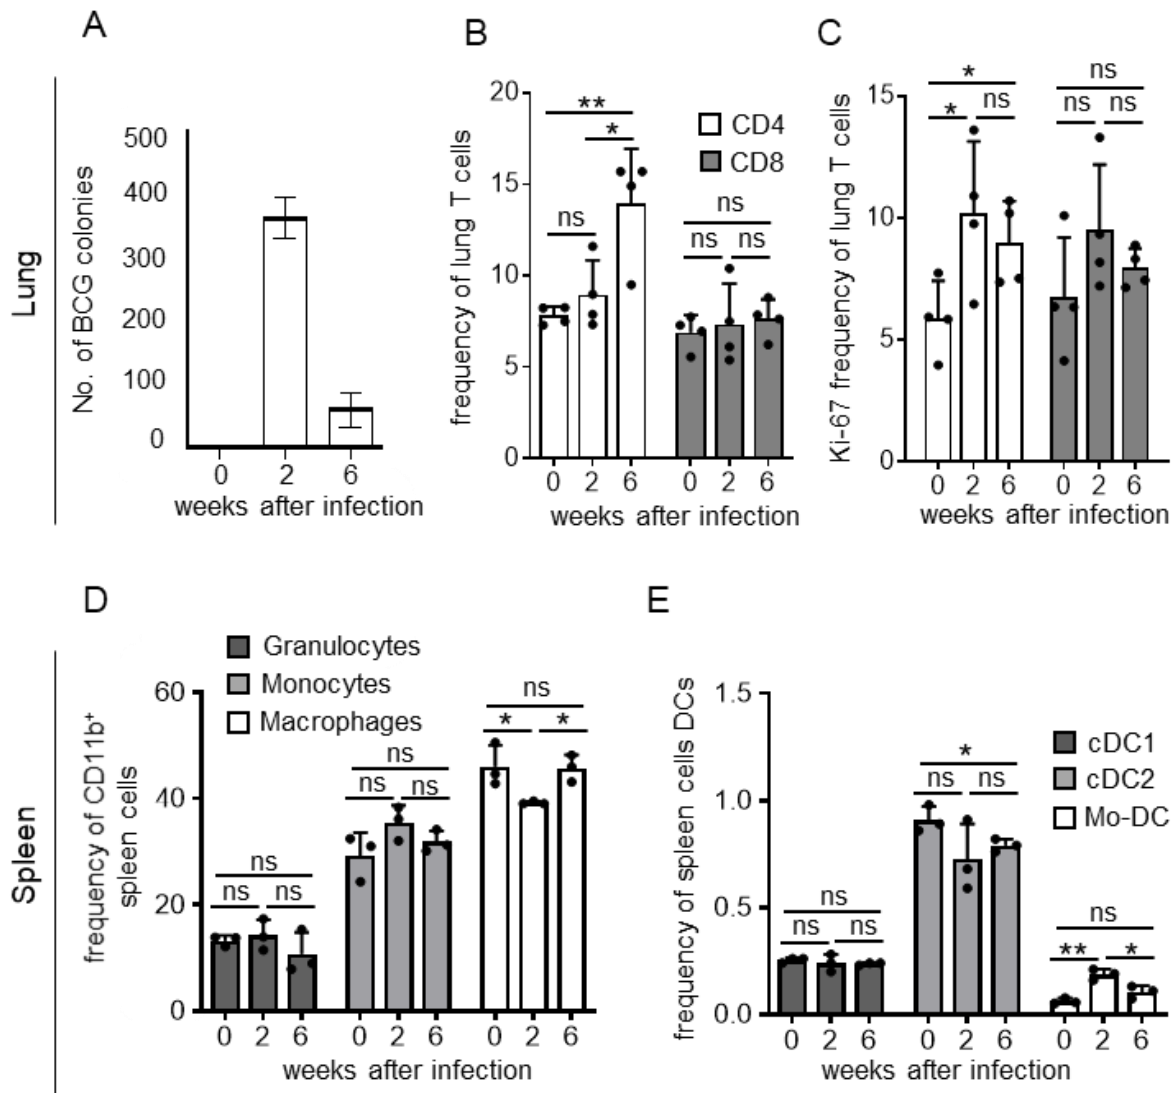 A
Lung
No. of BCG colonies
500
400
300
200
100
0
0 2 6
weeks after infection
B
frequency of lung T cells
20
15
10
5
0
** 
*
ns
CD4
CD8
ns
ns ns
0 2 6 0 2 6
weeks after infection
C
Ki-67 frequency of lung T cells
15
10
5
0
*
* ns
ns
ns ns
0 2 6 0 2 6
weeks after infection
D
Spleen
Granulocytes
Monocytes
Macrophages
frequency of CD11b+
spleen cells
60
40
20
0
ns
ns ns
ns
ns ns
ns
* *
0 2 6 0 2 6 0 2 6
weeks after infection
E
frequency of spleen cells DCs
1.5
1.0
0.5
0.0
cDC1
cDC2
Mo-DC
ns
ns ns
*
ns ns
ns
** *
0 2 6 0 2 6 0 2 6
weeks after infection